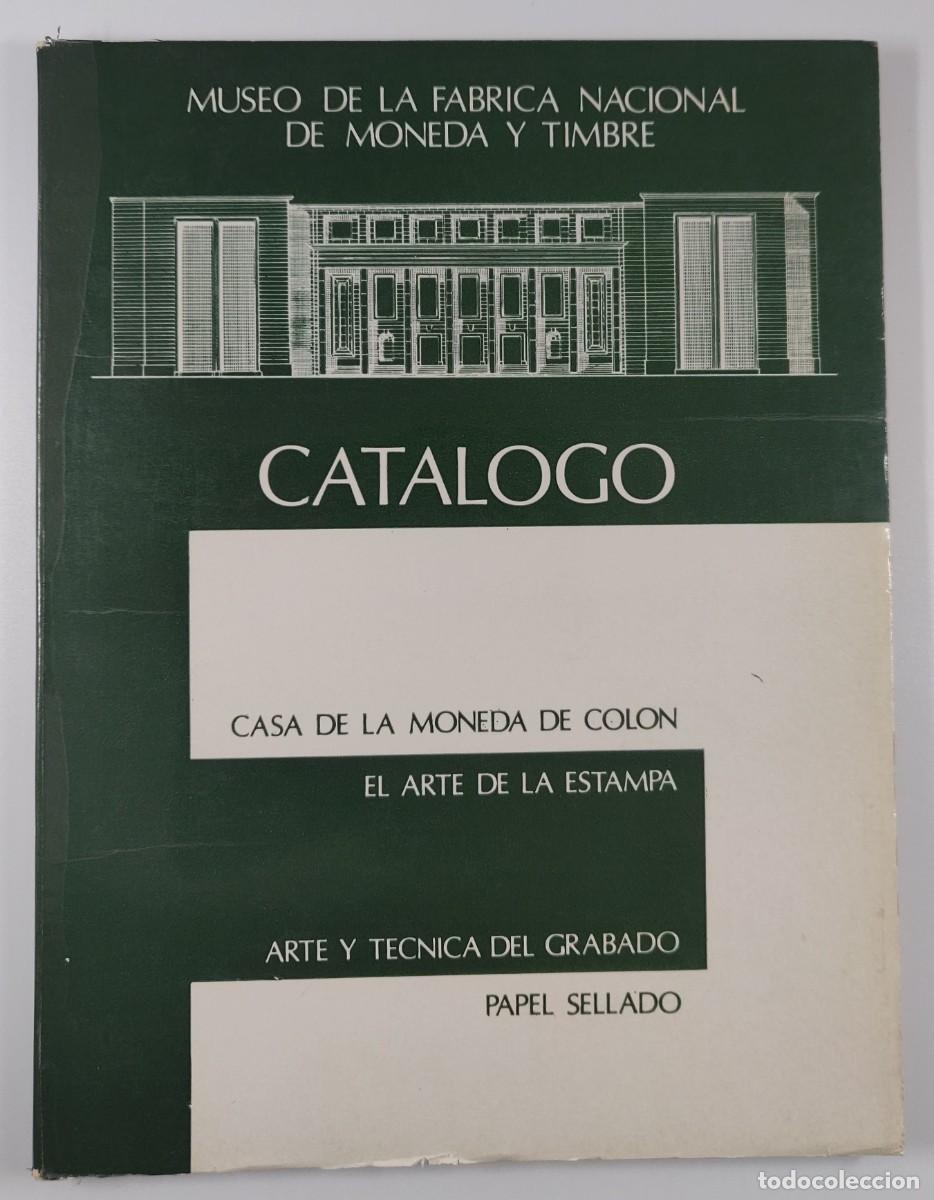 MUSEO DE LA FABRICA NACIONAL
DE MONEDA Y TIMBRE
CATALOGO
CASA DE LA MONEDA DE COLON
EL ARTE DE LA ESTAMPA
ARTE Y TECNICA DEL GRABADO
PAPEL SELLADO
todocoleccion